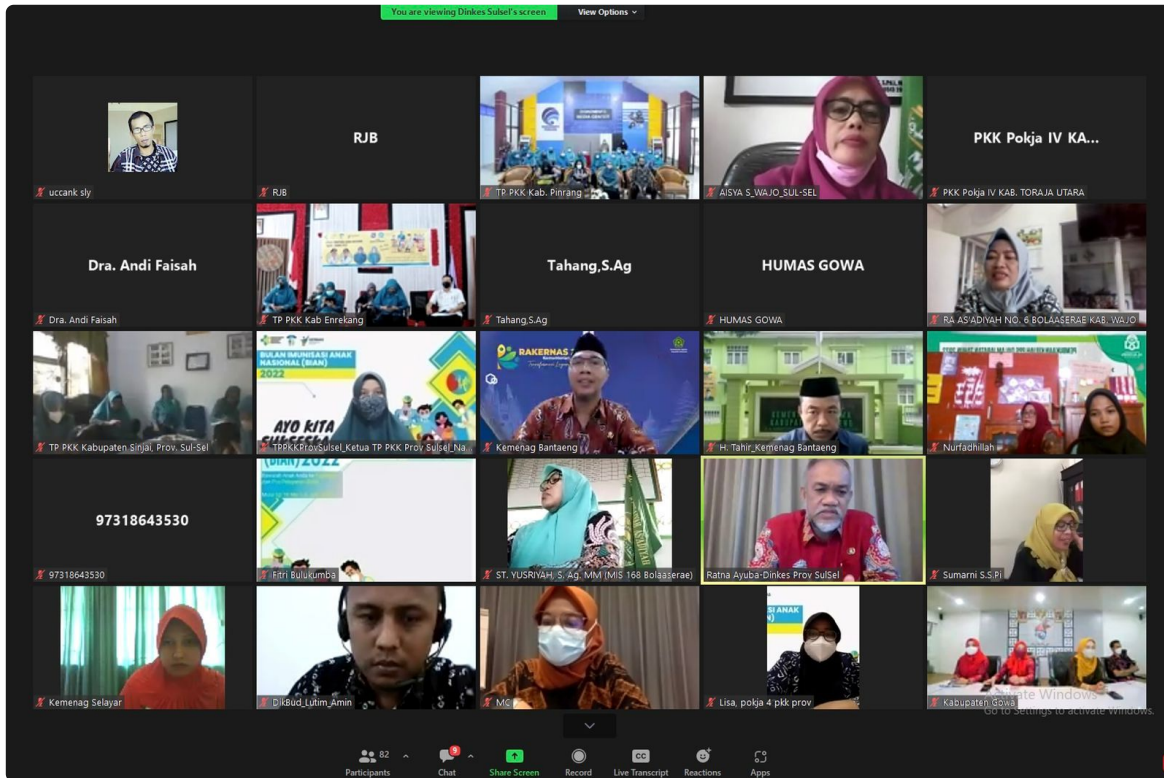 You are viewing Dinkes Sulsel's screen
View Options
uccank sly
RJB
RJB
TP PKK Kab. Pinrang
AISYA S_WAJO_SUL-SEL
PKK Pokja IV KA...
PKK Pokja IV KAB. TORAJA UTARA
Dra. Andi Faisah
Dra. Andi Faisah
TP PKK Kab Enrekang
Tahang,S.Ag
Tahang,S.Ag
HUMAS GOWA
HUMAS GOWA
RA AS'ADIYAH NO. 6 BOLAASERAE KAB. WAJO
TP PKK Kabupaten Sinjai, Prov. Sul-Sel
BULAN IMUNISASI ANAK
NASIONAL (BIAN)
2022
AYO KITA
TPPKKProvSulsel_Ketua TP PKK Prov Sulsel_Na...
RAKERNAS
Kemenag Bantaeng
H. Tahir_Kemenag Bantaeng
Nurfadhillah
97318643530
97318643530
(BIAN)2022
Fitri Bulukumba
ST. YUSRIYAH, S. Ag. MM (MIS 168 Bolaaserae)
Ratna Ayuba-Dinkes Prov SulSel
Sumarni S.S.Pi
Kemenag Selayar
DikBud_Lutim_Amin
MC
SI ANAK
Lisa, pokja 4 pkk prov
Kabupaten Gowa
Activate Windows
Go to Settings to activate Windows.
Participants
82
Chat
9
Share Screen
Record
CC
Live Transcript
Reactions
Apps